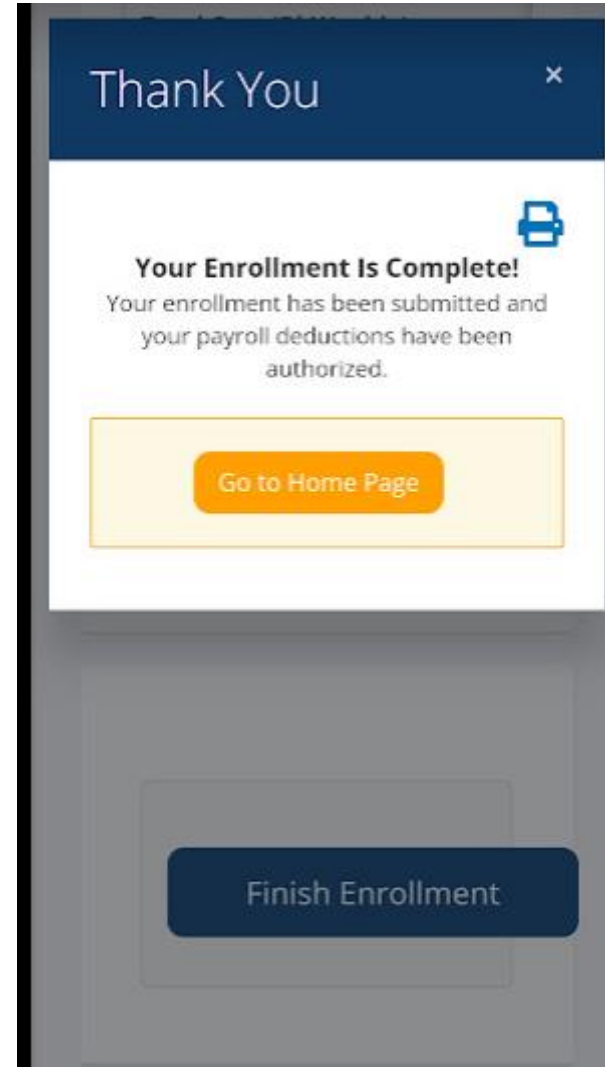 Thank You
×
Your Enrollment Is Complete!
Your enrollment has been submitted and
your payroll deductions have been
authorized.
Go to Home Page
Finish Enrollment